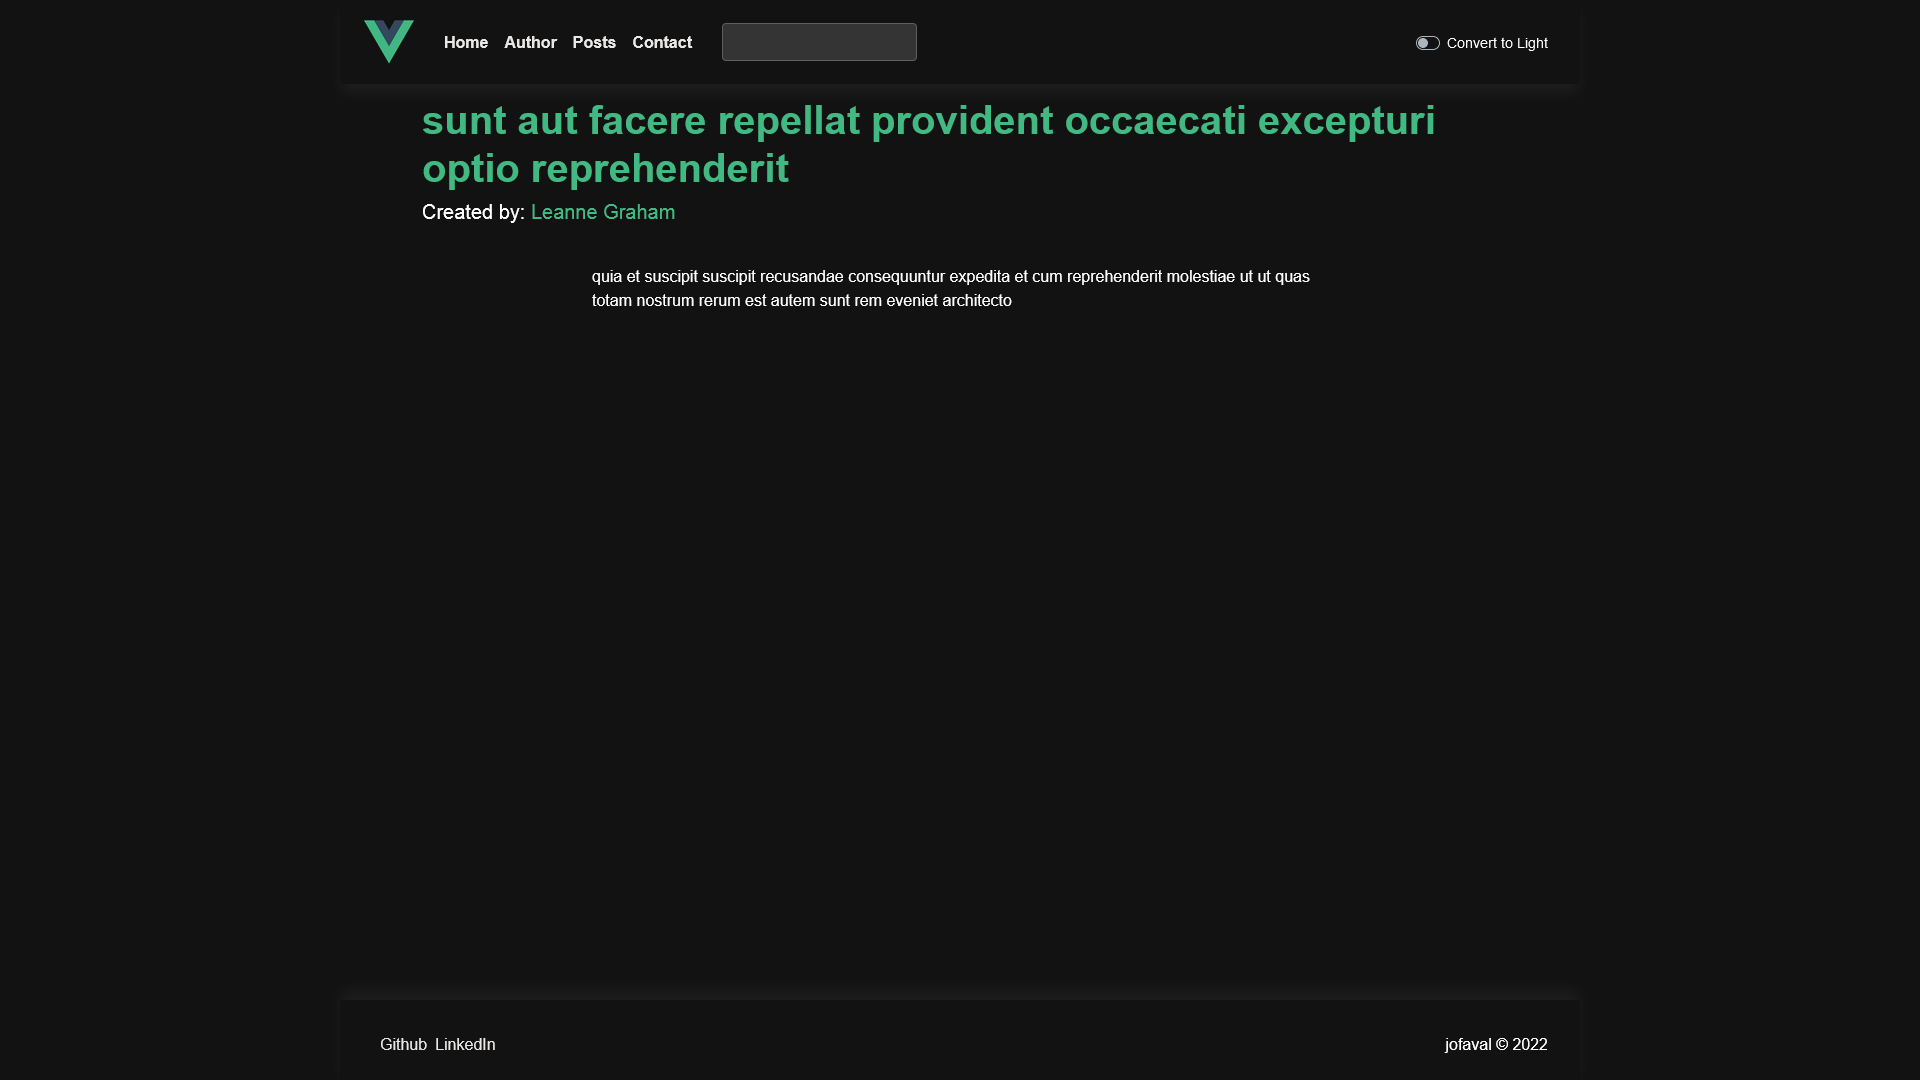 Home Author Posts Contact
Convert to Light
sunt aut facere repellat provident occaecati excepturi
optio reprehenderit
Created by: Leanne Graham
quia et suscipit suscipit recusandae consequuntur expedita et cum reprehenderit molestiae ut ut quas
totam nostrum rerum est autem sunt rem eveniet architecto
Github LinkedIn
jofaval © 2022